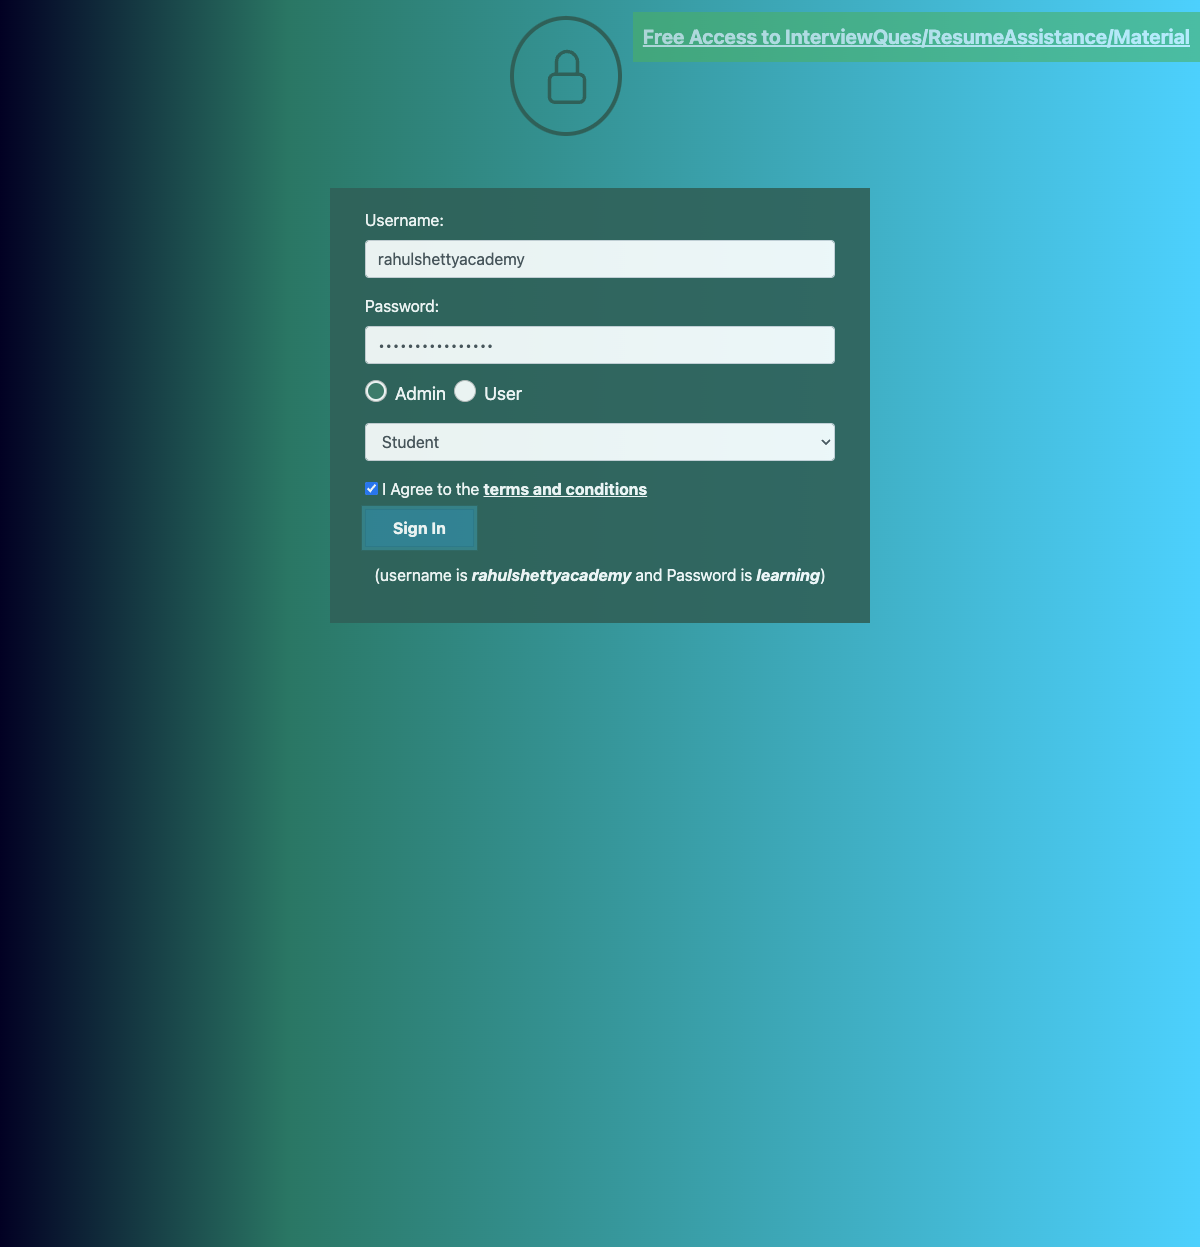 Free Access to InterviewQues/ResumeAssistance/Material
Username:
rahulshettyacademy
Password:
••••••••••••••••
Admin User
Student
I Agree to the terms and conditions
Sign In
(username is rahulshettyacademy and Password is learning)